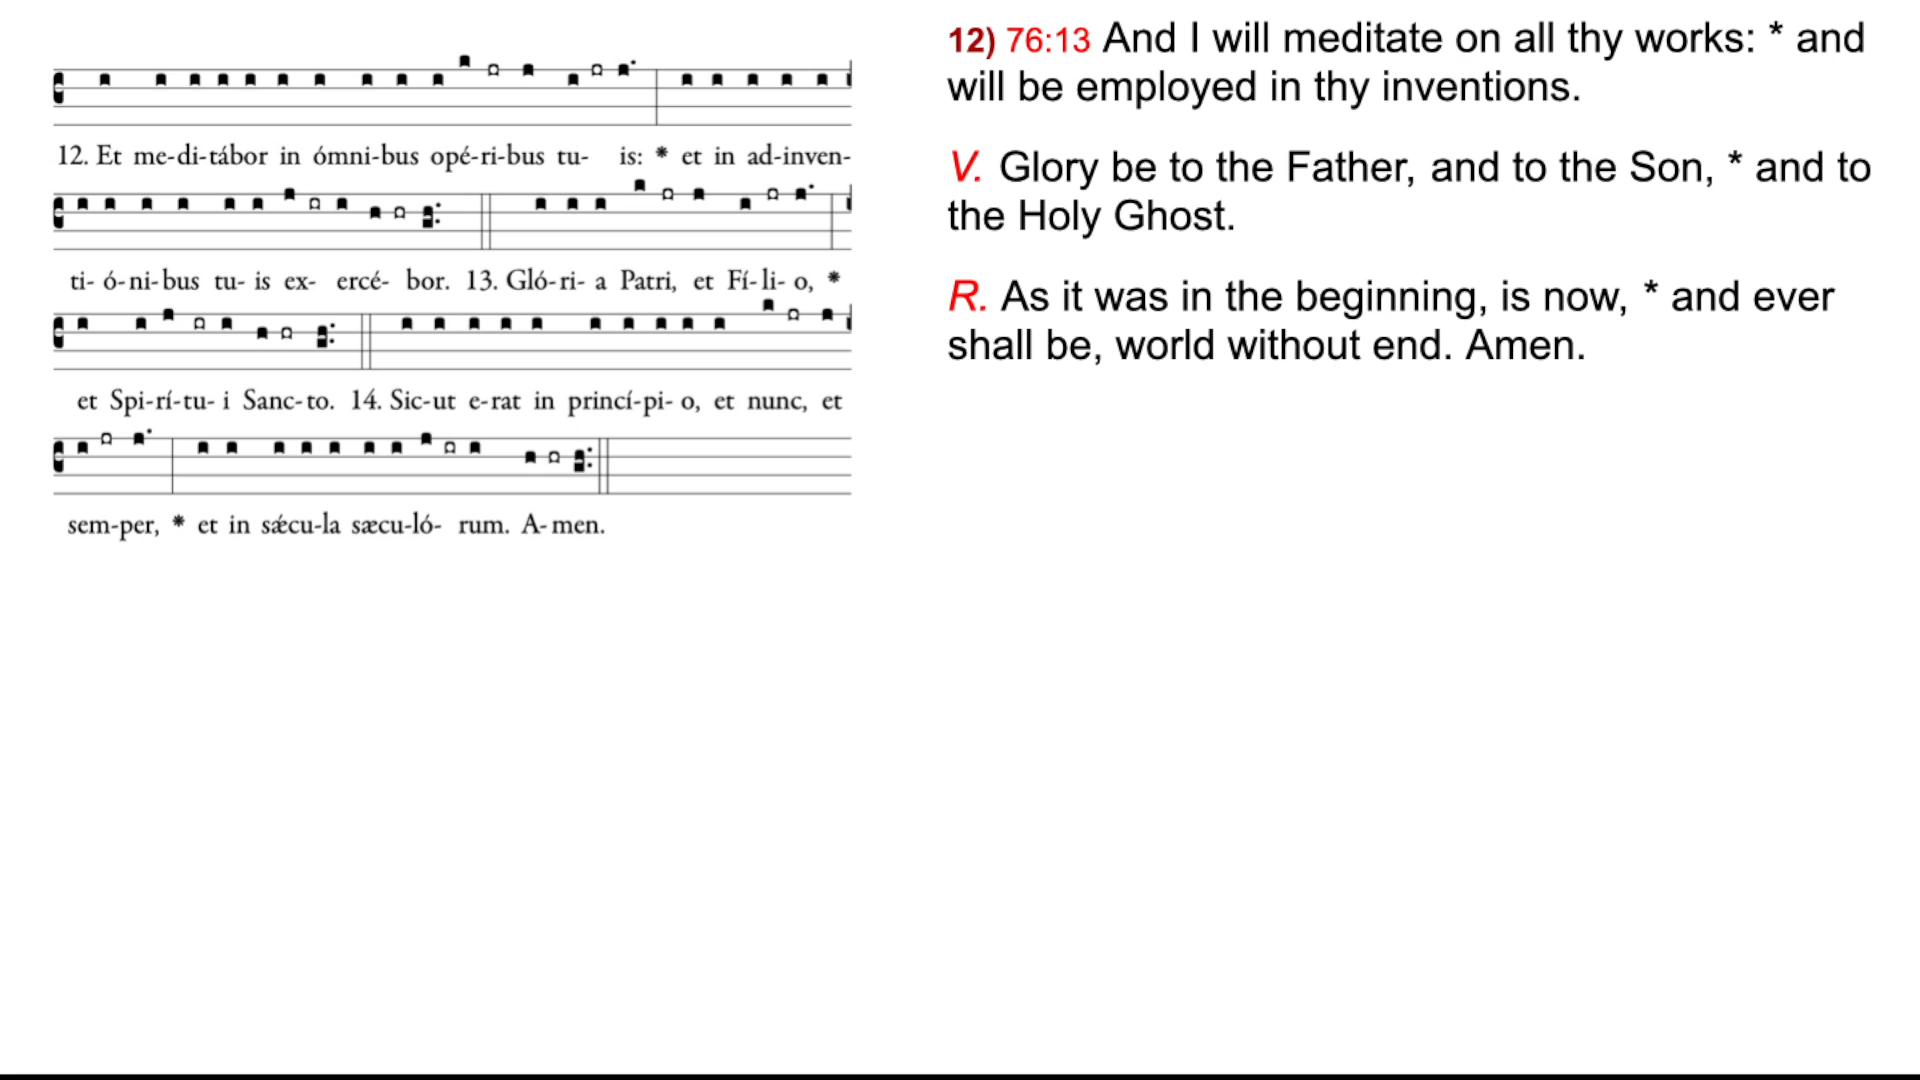 12. Et me-di-tábor in ómni-bus opé-ri-bus tu- is: * et in ad-inven-
ti- ó-ni-bus tu- is ex- ercé- bor. 13. Gló-ri- a Patri, et Fí-li- o, *
et Spi-rí-tu- i Sanc-to. 14. Sic-ut e-rat in princí-pi- o, et nunc, et
sem-per, * et in sǽcu-la sæcu-ló- rum. A-men.
12) 76:13 And I will meditate on all thy works: * and
will be employed in thy inventions.
V. Glory be to the Father, and to the Son, * and to
the Holy Ghost.
R. As it was in the beginning, is now, * and ever
shall be, world without end. Amen.